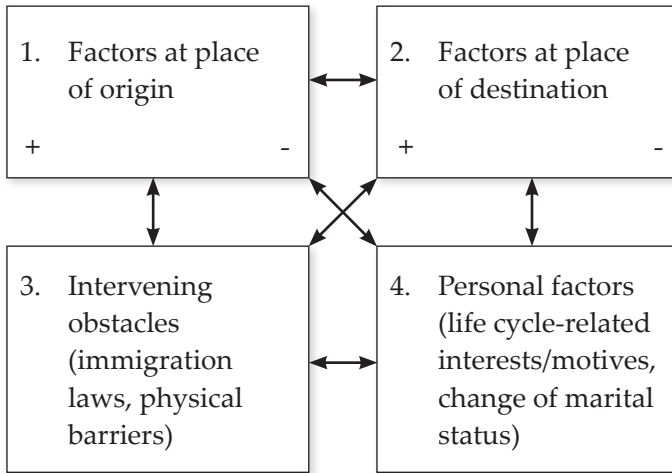 1. Factors at place
of origin
+ -
2. Factors at place
of destination
+ -
3. Intervening
obstacles
(immigration
laws, physical
barriers)
4. Personal factors
(life cycle-related
interests/motives,
change of marital
status)